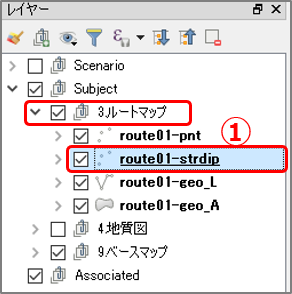 レイヤー
Scenario
Subject
3.ルートマップ
①
route01-pnt
route01-strdip
route01-geo_L
route01-geo_A
4.地質図
9.ベースマップ
Associated